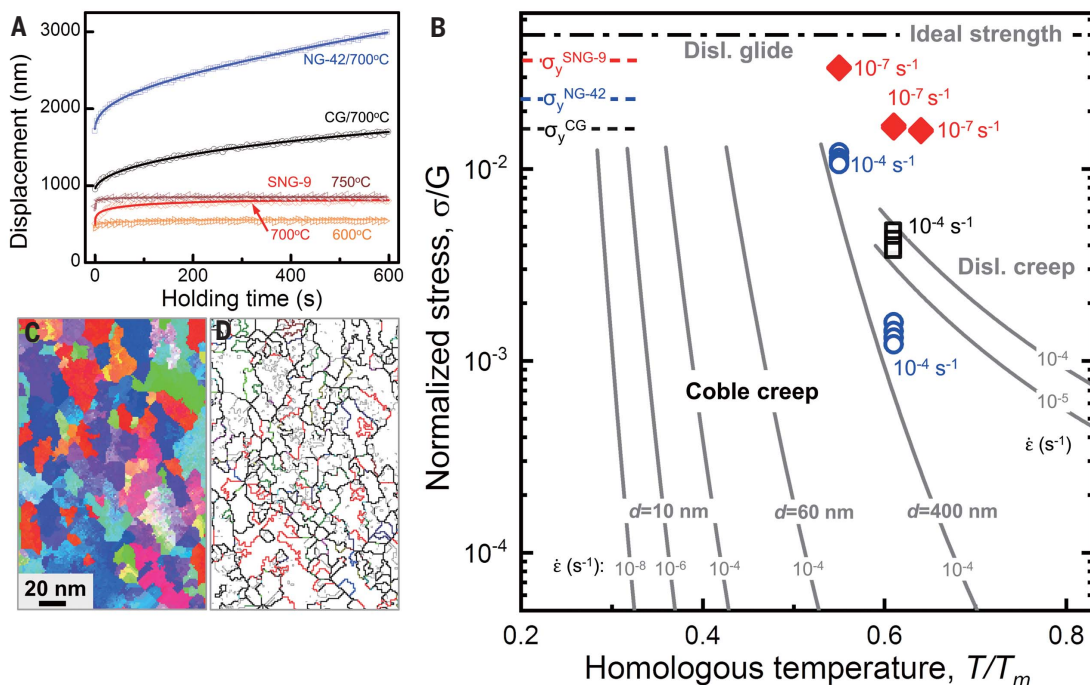 A
3000
2000
1000
0
Displacement (nm)
NG-42/700°C
CG/700°C
SNG-9 750°C
700°C
600°C
0 200 400 600
Holding time (s)
C
D
20 nm
B
Ideal strength
Disl. glide
σy^SNG-9
σy^NG-42
σy^CG
10⁻⁷ s⁻¹
10⁻⁷ s⁻¹
10⁻⁷ s⁻¹
10⁻⁴ s⁻¹
10⁻⁴ s⁻¹
Disl. creep
10⁻⁴ s⁻¹
10⁻⁴
10⁻⁵
ε̇ (s⁻¹)
Coble creep
d=10 nm
d=60 nm
d=400 nm
ε̇ (s⁻¹): 10⁻⁸ 10⁻⁶ 10⁻⁴ 10⁻⁴ 10⁻⁴
10⁻²
10⁻³
10⁻⁴
Normalized stress, σ/G
0.2 0.4 0.6 0.8
Homologous temperature, T/Tm